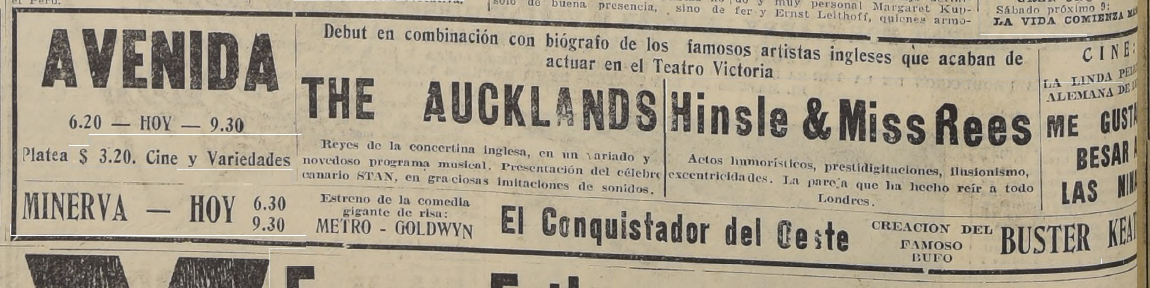 solo de buena presencia, sino de fer y Ernst Leithoff, quienes armo-
y muy personal Margaret Kup-
Sábado próximo 9:
LA VIDA COMIENZA
AVENIDA
6.20 — HOY — 9.30
Platea $ 3.20. Cine y Variedades
Debut en combinación con biógrafo de los famosos artistas ingleses que acaban de
actuar en el Teatro Victoria
THE AUCKLANDS
Reyes de la concertina inglesa, en un variado y
novedoso programa musical. Presentación del célebre
canario STAN, en graciosas imitaciones de sonidos.
Hinsle & Miss Rees
Actos humorísticos, prestidigitaciones, ilusionismo,
excentricidades. La pareja que ha hecho reír a todo
Londres.
CINE
LA LINDA
ALEMANA DE
ME GUSTA
BESAR A
LAS
MINERVA — HOY 6.30
9.30
Estreno de la comedia
gigante de risa:
METRO - GOLDWYN
El Conquistador del Oeste
CREACION DEL
FAMOSO
BUFO
BUSTER KEAT